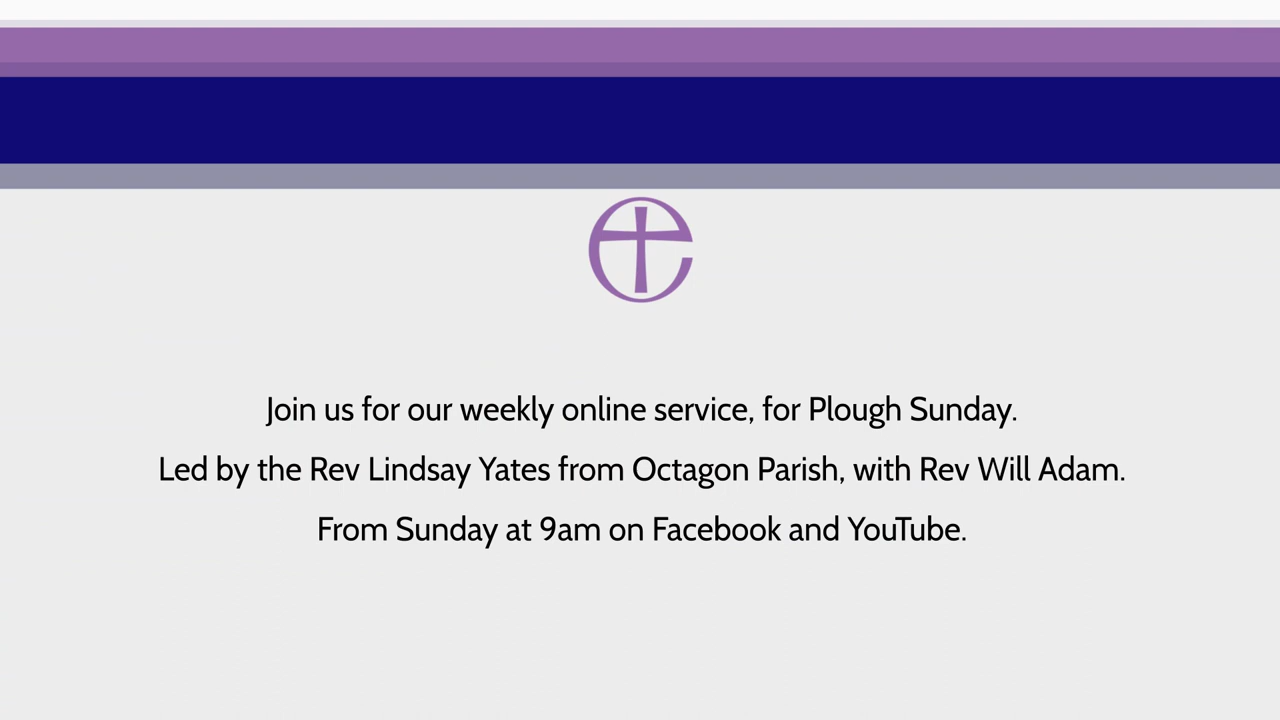 Join us for our weekly online service, for Plough Sunday.
Led by the Rev Lindsay Yates from Octagon Parish, with Rev Will Adam.
From Sunday at 9am on Facebook and YouTube.